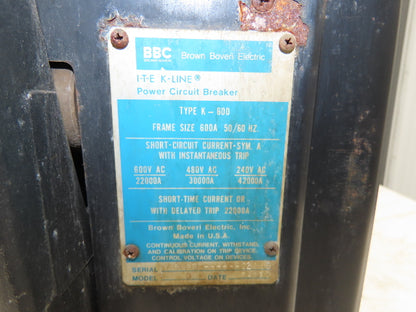 BBC Brown Boveri Electric
I-T-E K-LINE®
Power Circuit Breaker
TYPE K-600
FRAME SIZE 600A 50/60 HZ.
SHORT-CIRCUIT CURRENT-SYM. A
WITH INSTANTANEOUS TRIP
600V AC 480V AC 240V AC
22000A 30000A 42000A
SHORT-TIME CURRENT OR
WITH DELAYED TRIP 22000A
Brown Boveri Electric, Inc.
Made in U.S.A.
CONTINUOUS CURRENT, WITHSTAND,
AND CALIBRATION ON TRIP DEVICE.
CONTROL VOLTAGE ON DEVICES.
SERIAL
MODEL DATE